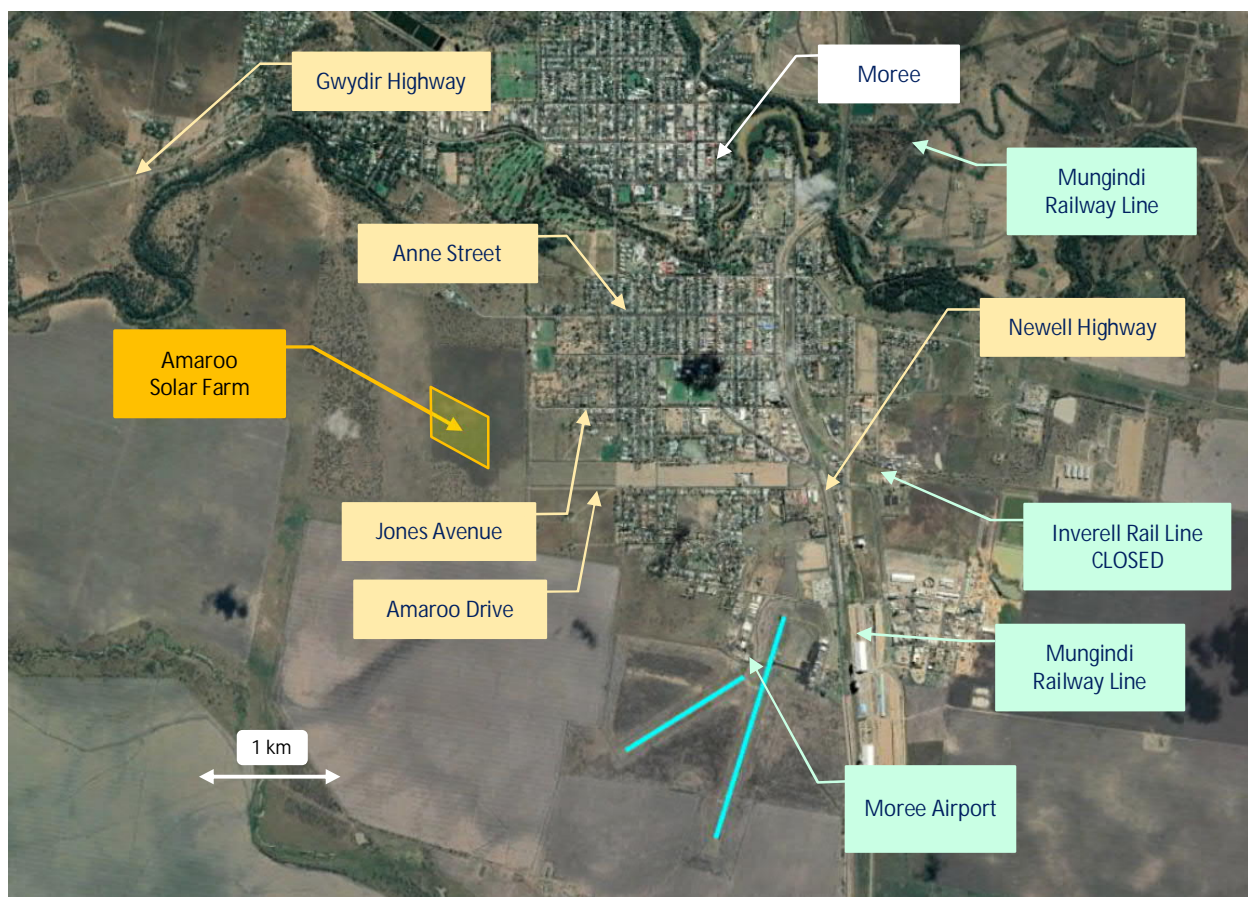 Gwydir Highway
Moree
Mungindi
Railway Line
Anne Street
Newell Highway
Amaroo
Solar Farm
Jones Avenue
Inverell Rail Line
CLOSED
Amaroo Drive
Mungindi
Railway Line
1 km
Moree Airport